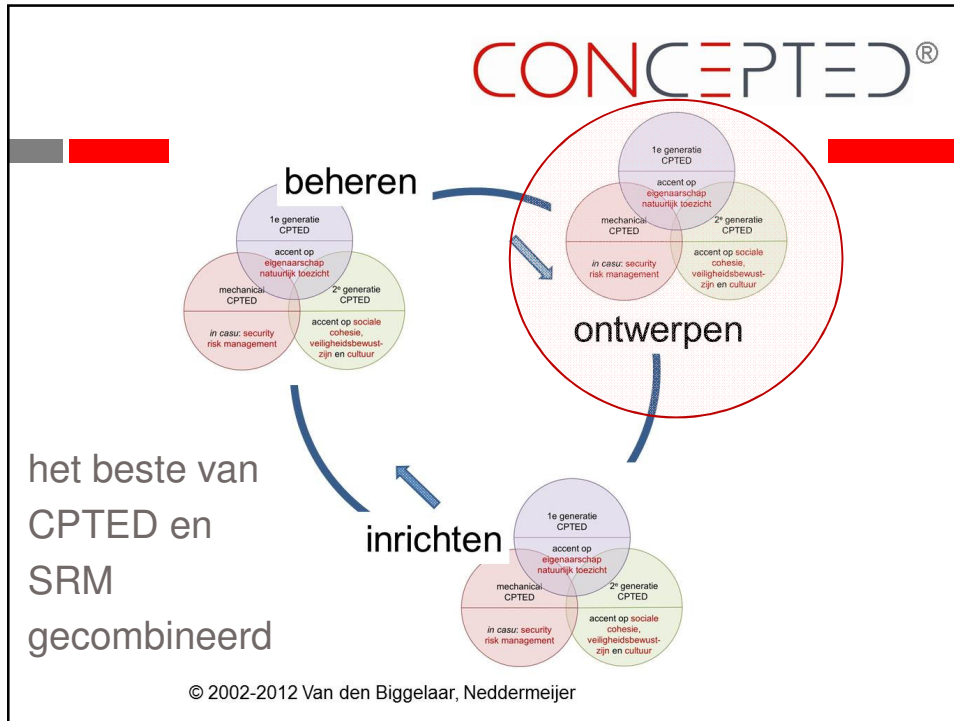 CONCEPTED®
beheren
1e generatie
CPTED
accent op
eigenaarschap
natuurlijk toezicht
mechanical
CPTED
in casu: security
risk management
2e generatie
CPTED
accent op sociale
cohesie,
veiligheidsbewust-
zijn en cultuur
1e generatie
CPTED
accent op
eigenaarschap
natuurlijk toezicht
mechanical
CPTED
in casu: security
risk management
2e generatie
CPTED
accent op sociale
cohesie,
veiligheidsbewust-
zijn en cultuur
ontwerpen
het beste van
CPTED en
SRM
gecombineerd
inrichten
1e generatie
CPTED
accent op
eigenaarschap
natuurlijk toezicht
mechanical
CPTED
in casu: security
risk management
2e generatie
CPTED
accent op sociale
cohesie,
veiligheidsbewust-
zijn en cultuur
© 2002-2012 Van den Biggelaar, Neddermeijer